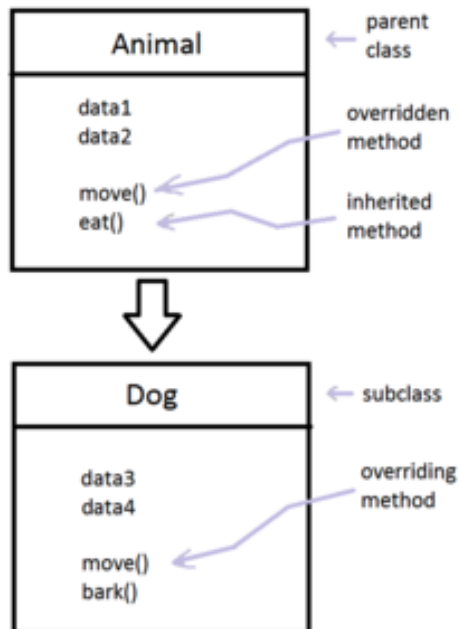 Animal
parent
class
data1
data2
overridden
method
move()
eat()
inherited
method
Dog
subclass
data3
data4
overriding
method
move()
bark()